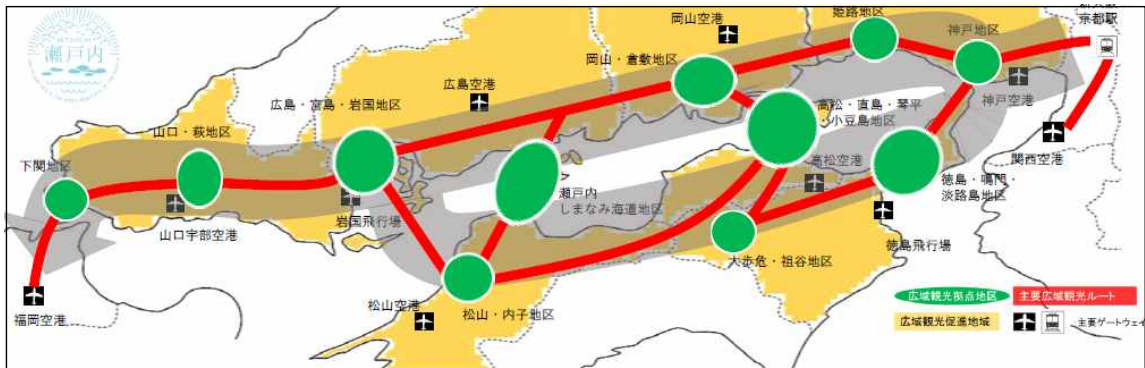 SETOUCHI
瀬戸内
岡山空港
姫路地区
神戸地区
京都駅
岡山・倉敷地区
広島空港
広島・宮島・岩国地区
高松・直島・琴平
・小豆島地区
神戸空港
山口・萩地区
関西空港
下関地区
高松空港
瀬戸内
しまなみ海道地区
徳島・鳴門・
淡路島地区
岩国飛行場
山口宇部空港
徳島飛行場
大歩危・祖谷地区
松山空港
松山・内子地区
福岡空港
広域観光拠点地区
主要広域観光ルート
広域観光促進地域
主要ゲートウェイ